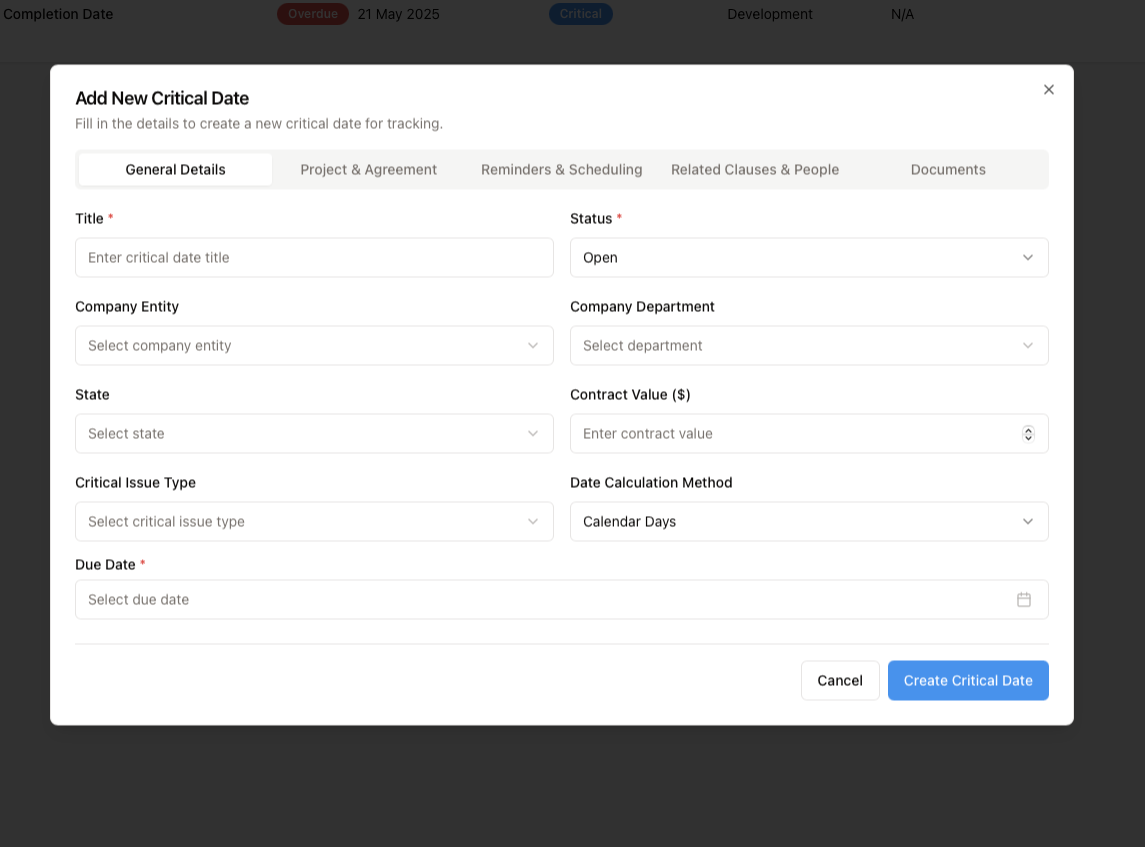 Completion Date Overdue 21 May 2025 Critical Development N/A
Add New Critical Date
Fill in the details to create a new critical date for tracking.
General Details Project & Agreement Reminders & Scheduling Related Clauses & People Documents
Title * Status *
Enter critical date title Open
Company Entity Company Department
Select company entity Select department
State Contract Value ($)
Select state Enter contract value
Critical Issue Type Date Calculation Method
Select critical issue type Calendar Days
Due Date *
Select due date
Cancel Create Critical Date